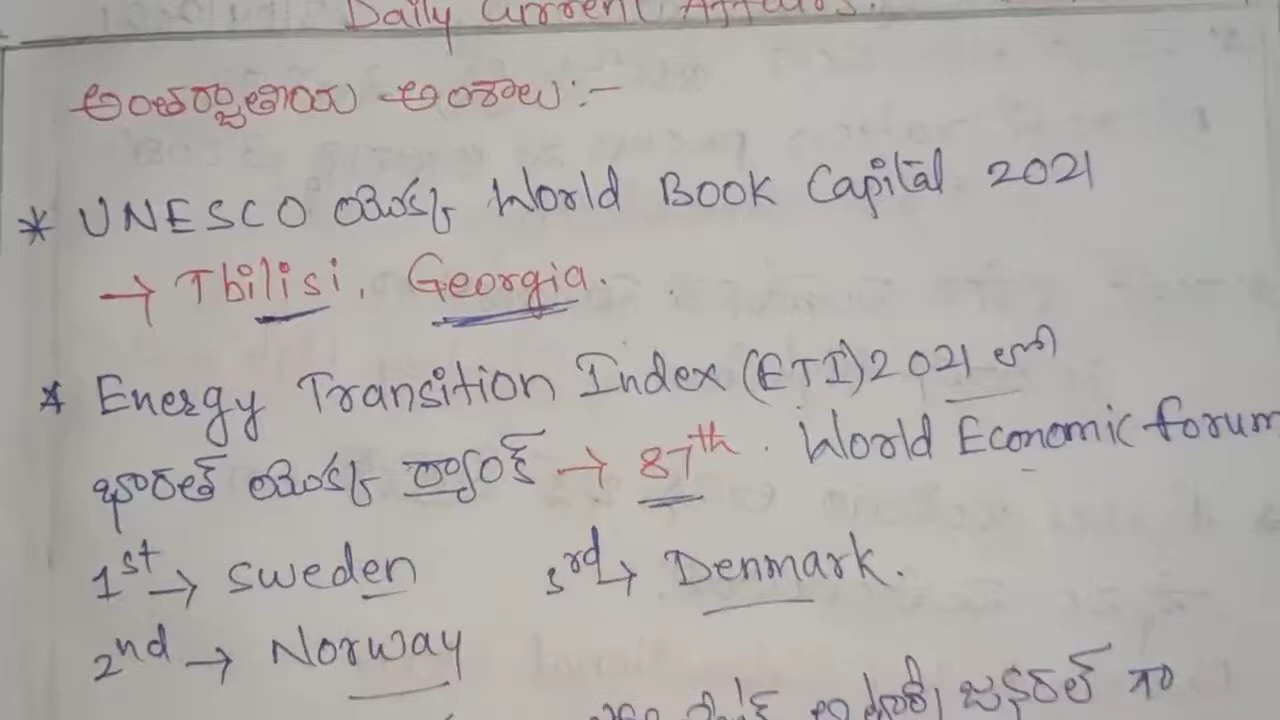 Daily Current Affairs.
అంతర్జాతీయ అంశాలు :-
* UNESCO యొక్క World Book Capital 2021
→ Tbilisi, Georgia.
* Energy Transition Index (ETI) 2021 లో
భారత్ యొక్క ర్యాంక్ → 87th . World Economic forum
1st → Sweden 3rd → Denmark.
2nd → Norway
జనరల్ గా